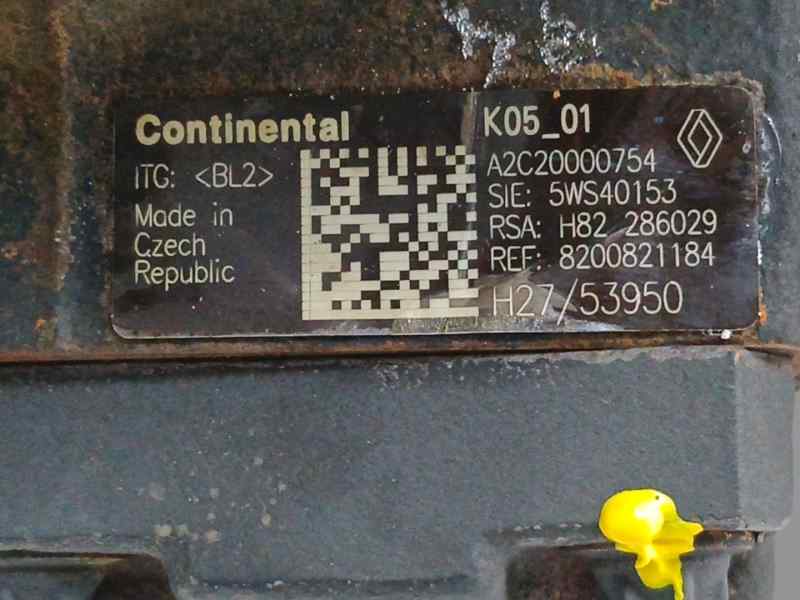 Continental
ITG: <BL2>
Made in
Czech
Republic
K05_01
A2C20000754
SIE: 5WS40153
RSA: H82 286029
REF: 8200821184
H27/53950